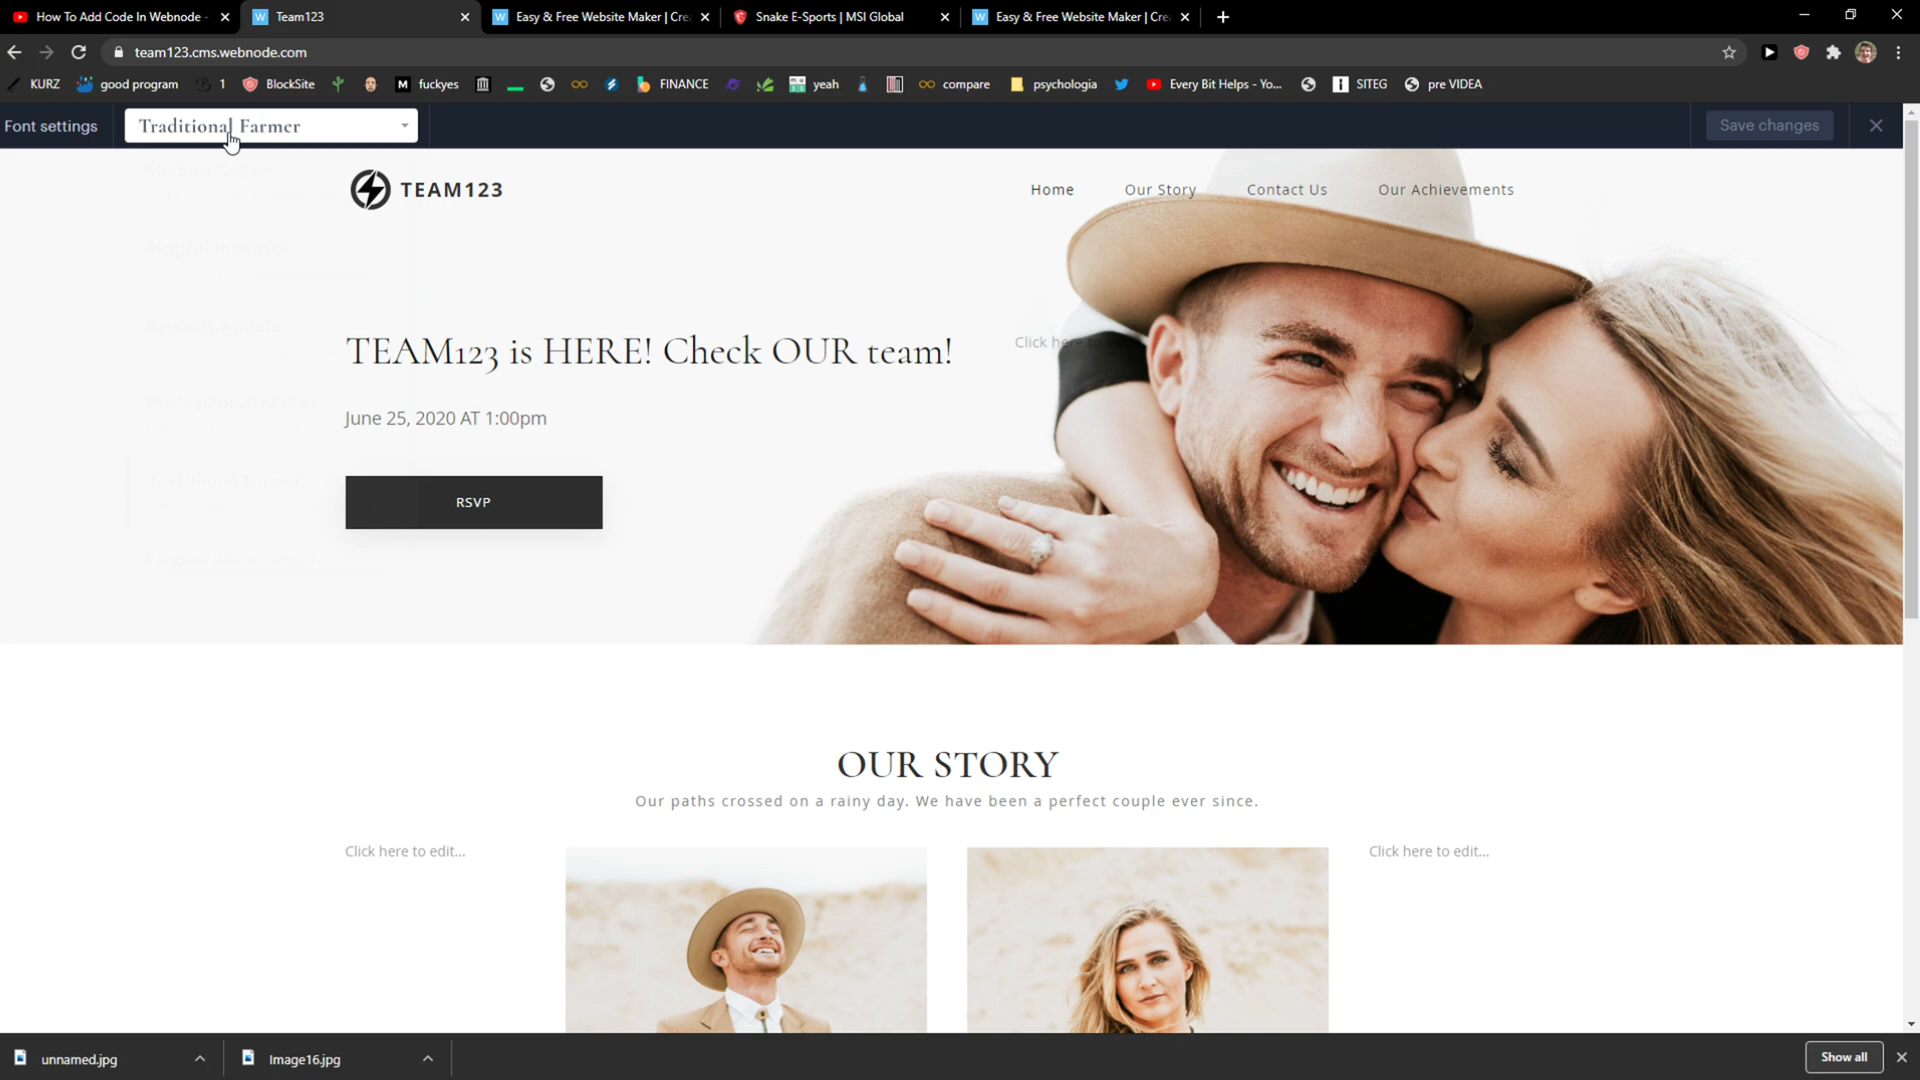 How To Add Code In Webnode -
Team123
Easy & Free Website Maker | Cre
Snake E-Sports | MSI Global
Easy & Free Website Maker | Cre
team123.cms.webnode.com
KURZ
good program
1
BlockSite
fuckyes
FINANCE
yeah
compare
psychologia
Every Bit Helps - Yo...
SITEG
pre VIDEA
Font settings
Traditional Farmer
Save changes
TEAM123
Home
Our Story
Contact Us
Our Achievements
TEAM123 is HERE! Check OUR team!
Click here to
June 25, 2020 AT 1:00pm
RSVP
OUR STORY
Our paths crossed on a rainy day. We have been a perfect couple ever since.
Click here to edit...
Click here to edit...
unnamed.jpg
Image16.jpg
Show all